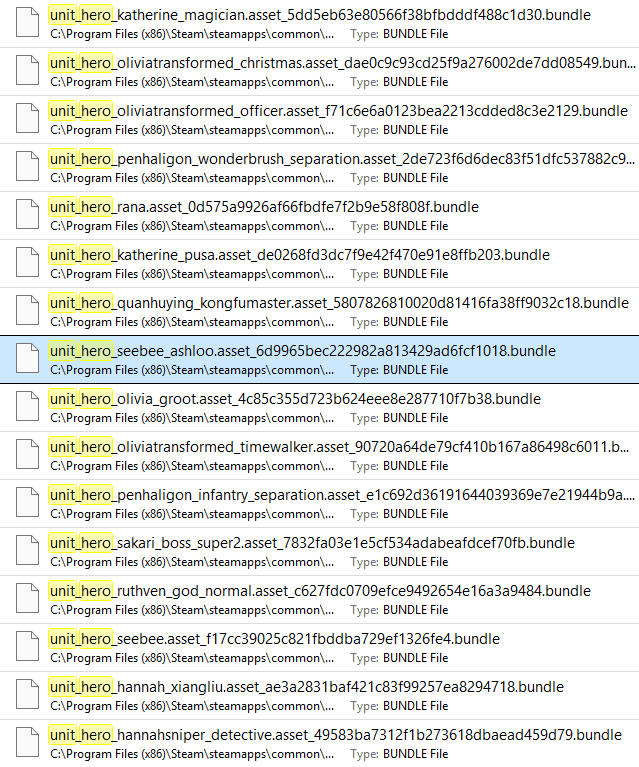 unit_hero_katherine_magician.asset_5dd5eb63e80566f38bfbdddf488c1d30.bundle
C:\Program Files (x86)\Steam\steamapps\common\... Type: BUNDLE File
unit_hero_oliviatransformed_christmas.asset_dae0c9c93cd25f9a276002de7dd08549.bun...
C:\Program Files (x86)\Steam\steamapps\common\... Type: BUNDLE File
unit_hero_oliviatransformed_officer.asset_f71c6e6a0123bea2213cdded8c3e2129.bundle
C:\Program Files (x86)\Steam\steamapps\common\... Type: BUNDLE File
unit_hero_penhaligon_wonderbrush_separation.asset_2de723f6d6dec83f51dfc537882c9...
C:\Program Files (x86)\Steam\steamapps\common\... Type: BUNDLE File
unit_hero_rana.asset_0d575a9926af66fbdfe7f2b9e58f808f.bundle
C:\Program Files (x86)\Steam\steamapps\common\... Type: BUNDLE File
unit_hero_katherine_pusa.asset_de0268fd3dc7f9e42f470e91e8ffb203.bundle
C:\Program Files (x86)\Steam\steamapps\common\... Type: BUNDLE File
unit_hero_quanhuying_kongfumaster.asset_5807826810020d81416fa38ff9032c18.bundle
C:\Program Files (x86)\Steam\steamapps\common\... Type: BUNDLE File
unit_hero_seebee_ashloo.asset_6d9965bec222982a813429ad6fcf1018.bundle
C:\Program Files (x86)\Steam\steamapps\common\... Type: BUNDLE File
unit_hero_olivia_groot.asset_4c85c355d723b624eee8e287710f7b38.bundle
C:\Program Files (x86)\Steam\steamapps\common\... Type: BUNDLE File
unit_hero_oliviatransformed_timewalker.asset_90720a64de79cf410b167a86498c6011.b...
C:\Program Files (x86)\Steam\steamapps\common\... Type: BUNDLE File
unit_hero_penhaligon_infantry_separation.asset_e1c692d36191644039369e7e21944b9a....
C:\Program Files (x86)\Steam\steamapps\common\... Type: BUNDLE File
unit_hero_sakari_boss_super2.asset_7832fa03e1e5cf534adabeafdcef70fb.bundle
C:\Program Files (x86)\Steam\steamapps\common\... Type: BUNDLE File
unit_hero_ruthven_god_normal.asset_c627fdc0709efce9492654e16a3a9484.bundle
C:\Program Files (x86)\Steam\steamapps\common\... Type: BUNDLE File
unit_hero_seebee.asset_f17cc39025c821fbddba729ef1326fe4.bundle
C:\Program Files (x86)\Steam\steamapps\common\... Type: BUNDLE File
unit_hero_hannah_xiangliu.asset_ae3a2831baf421c83f99257ea8294718.bundle
C:\Program Files (x86)\Steam\steamapps\common\... Type: BUNDLE File
unit_hero_hannahsniper_detective.asset_49583ba7312f1b273618dbaead459d79.bundle
C:\Program Files (x86)\Steam\steamapps\common\... Type: BUNDLE File